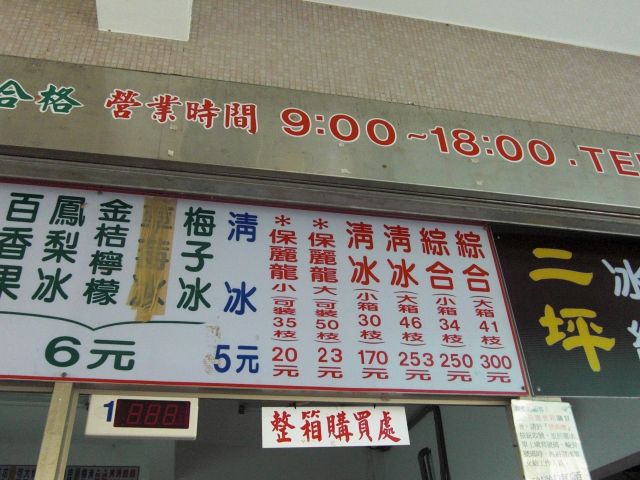 合格 營業時間 9:00~18:00 · TEL
百香果
鳳梨冰
金桔檸檬
梅子冰
清冰
6元
5元
*保麗龍小(可裝35枝)20元
*保麗龍大(可裝50枝)23元
清冰(小箱30枝)170元
清冰(大箱46枝)253元
綜合(小箱34枝)250元
綜合(大箱41枝)300元
二坪
冰
整箱購買處